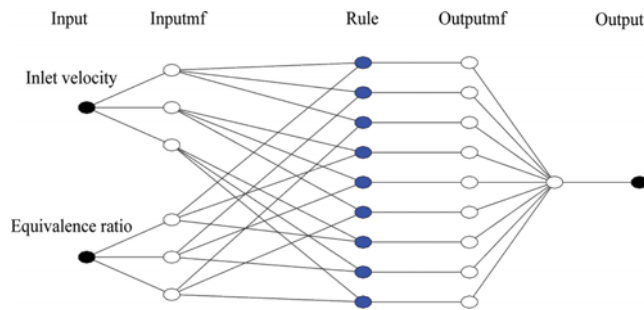 Input Inputmf Rule Outputmf Output
Inlet velocity
Equivalence ratio